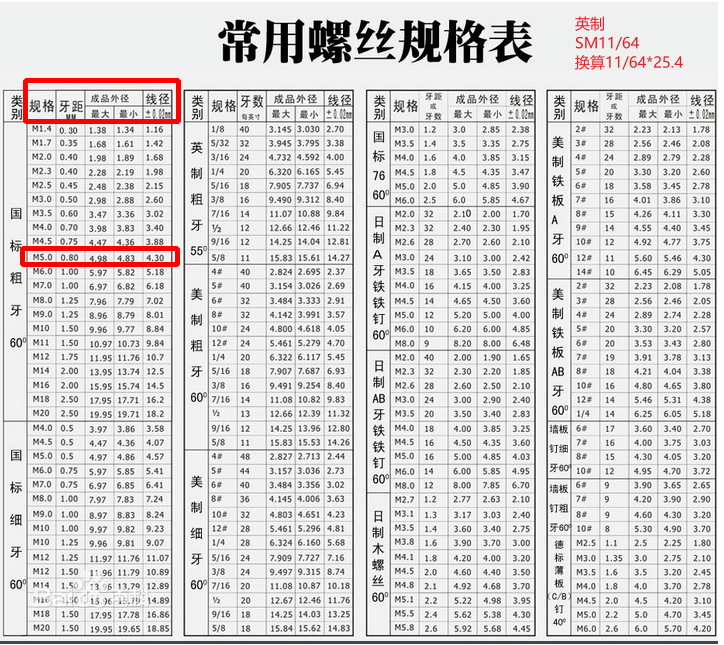 常用螺丝规格表
英制
SM11/64
换算11/64*25.4
类别 规格 牙距 MM 成品外径 最大 最小 线径 ±0.02mm
国标粗牙60°
M1.4 0.30 1.38 1.34 1.16
M1.7 0.35 1.68 1.61 1.42
M2.0 0.40 1.98 1.89 1.68
M2.3 0.40 2.28 2.19 1.98
M2.5 0.45 2.48 2.38 2.15
M3.0 0.50 2.98 2.88 2.60
M3.5 0.60 3.47 3.36 3.02
M4.0 0.70 3.98 3.83 3.40
M4.5 0.75 4.47 4.36 3.88
M5.0 0.80 4.98 4.83 4.30
M6.0 1.00 5.97 5.82 5.18
M7.0 1.00 6.97 6.82 6.18
M8.0 1.25 7.96 7.79 7.02
M9.0 1.25 8.96 8.79 8.01
M10 1.50 9.96 9.77 8.84
M11 1.50 10.97 9.73 9.84
M12 1.75 11.95 11.76 10.7
M14 2.00 13.95 13.74 12.5
M16 2.00 15.95 15.74 14.5
M18 2.50 17.95 17.71 16.2
M20 2.50 19.95 19.71 18.2
国标细牙60°
M4.0 0.5 3.97 3.86 3.58
M4.5 0.5 4.47 4.36 4.07
M5.0 0.5 4.97 4.86 4.57
M6.0 0.75 5.97 5.85 5.41
M7.0 0.75 6.97 6.85 6.41
M8.0 1.00 7.97 7.83 7.24
M9.0 1.00 8.97 8.83 8.24
M10 1.00 9.97 9.82 9.23
M10 1.25 9.96 9.81 9.07
M12 1.25 11.97 11.76 11.07
M12 1.50 11.96 11.79 10.89
M14 1.50 13.96 13.79 12.89
M16 1.50 15.96 14.89
M18 1.50 17.95 17.78 16.86
M20 1.50 19.95 19.65 18.85
类别 规格 牙数 每英寸 成品外径 最大 最小 线径 ±0.02mm
英制粗牙55°
1/8 40 3.145 3.030 2.70
5/32 32 3.945 3.795 3.38
3/16 24 4.732 4.592 4.00
1/4 20 6.320 6.165 5.45
5/16 18 7.905 7.737 6.94
3/8 16 9.490 9.312 8.40
7/16 14 11.07 10.88 9.84
½ 12 12.66 12.46 11.22
9/16 12 14.25 14.04 12.81
5/8 11 15.83 15.61 14.27
美制粗牙60°
4# 40 2.824 2.695 2.37
5# 40 3.154 3.026 2.69
6# 32 3.484 3.333 2.91
8# 32 4.142 3.991 3.57
10# 24 4.800 4.618 4.05
12# 24 5.461 5.279 4.70
1/4 20 6.322 6.117 5.45
5/16 18 7.907 7.687 6.93
3/8 16 9.491 9.254 8.40
7/16 14 11.08 10.82 9.83
½ 13 12.66 12.39 11.32
9/16 12 14.25 13.96 12.80
5/8 11 15.83 15.53 14.26
美制细牙60°
4# 48 2.827 2.713 2.44
5# 44 3.157 3.036 2.73
6# 40 3.484 3.356 3.02
8# 36 4.145 4.006 3.63
10# 32 4.803 4.651 4.23
12# 28 5.461 5.296 4.81
1/4 28 6.324 6.160 5.68
5/16 24 7.909 7.727 7.16
3/8 24 9.497 9.315 8.74
7/16 20 11.08 10.87 10.18
½ 20 12.67 12.46 11.76
9/16 18 14.25 14.03 13.25
5/8 18 15.84 15.62 14.83
类别 规格 牙距或牙数 成品外径 最大 最小 线径 ±0.02mm
国标76 60°
M3.0 1.2 3.0 2.85 2.38
M3.5 1.4 3.5 3.35 2.75
M4.0 1.6 4.0 3.85 3.15
M4.5 1.8 4.5 4.35 3.47
M5.0 2.0 5.0 4.85 3.90
M6.0 2.5 6.0 5.85 4.67
日制A牙铁铁钉60°
M2.0 32 2.10 2.00 1.70
M2.3 32 2.40 2.30 1.95
M2.6 28 2.70 2.60 2.10
M3.0 24 3.10 3.00 2.42
M3.5 18 3.65 3.50 2.83
M4.0 16 4.15 4.00 3.25
M4.5 14 4.65 4.50 3.60
M5.0 12 5.20 5.00 4.00
M6.0 10 6.20 6.00 4.85
M8.0 9 8.20 8.00 6.48
日制AB牙铁铁钉60°
M2.0 40 2.00 1.90 1.65
M2.3 32 2.30 2.20 1.85
M2.6 28 2.60 2.50 2.10
M3.0 24 3.00 2.90 2.40
M3.5 20 3.50 3.40 2.83
M4.0 18 4.00 3.85 3.25
M4.5 16 4.50 4.35 3.60
M5.0 16 5.00 4.85 4.03
M6.0 14 6.00 5.85 4.95
M8.0 12 8.00 7.85 6.70
日制木螺丝60°
M2.7 1.2 2.77 2.63 2.10
M3.1 1.3 3.17 3.03 2.40
M3.5 1.4 3.60 3.40 2.75
M3.8 1.6 3.90 3.70 3.00
M4.1 1.8 4.20 4.00 3.20
M4.5 2.0 4.60 4.40 3.50
M4.8 2.1 4.92 4.68 3.70
M5.1 2.2 5.22 4.98 3.95
M5.5 2.4 5.62 5.38 4.30
M5.8 2.6 5.92 5.68 4.45
类别 规格 牙距或牙数 成品外径 最大 最小 线径 ±0.02mm
美制铁板A牙60°
2# 32 2.23 2.13 1.78
3# 28 2.56 2.46 2.08
4# 24 2.89 2.79 2.28
5# 20 3.30 3.20 2.60
6# 18 3.58 3.45 2.78
7# 16 4.01 3.86 3.10
8# 15 4.26 4.11 3.30
9# 14 4.55 4.40 3.45
10# 12 4.92 4.77 3.75
12# 11 5.60 5.46 4.30
14# 10 6.45 6.29 5.05
美制铁板AB牙60°
2# 32 2.23 2.08 1.78
3# 28 2.56 2.46 2.05
4# 24 2.89 2.74 2.28
5# 20 3.30 3.20 2.57
6# 20 3.53 3.43 2.80
7# 19 3.91 3.78 3.13
8# 18 4.21 4.04 3.38
10# 16 4.80 4.65 3.80
12# 14 5.46 5.31 4.38
1/4 14 6.25 6.05 5.18
墙板钉细牙60°
6# 17 3.60 3.40 2.70
7# 16 4.00 3.75 3.03
8# 15 4.30 4.05 3.20
10# 12 4.95 4.70 3.72
墙板钉粗牙60°
6# 9 3.90 3.65 2.65
7# 9 4.20 3.90 2.90
8# 9 4.60 4.30 3.20
10# 8 5.30 4.90 3.70
德标薄板(C/B)钉40°
M2.5 1.1 2.5 2.25 1.80
M3.0 1.35 3.0 2.75 2.10
M3.5 1.6 3.5 3.20 2.45
M4.0 1.8 4.0 3.70 2.78
M4.5 2.0 4.5 4.20 3.10
M5.0 2.2 5.0 4.70 3.45
M6.0 2.6 6.0 5.70 4.20